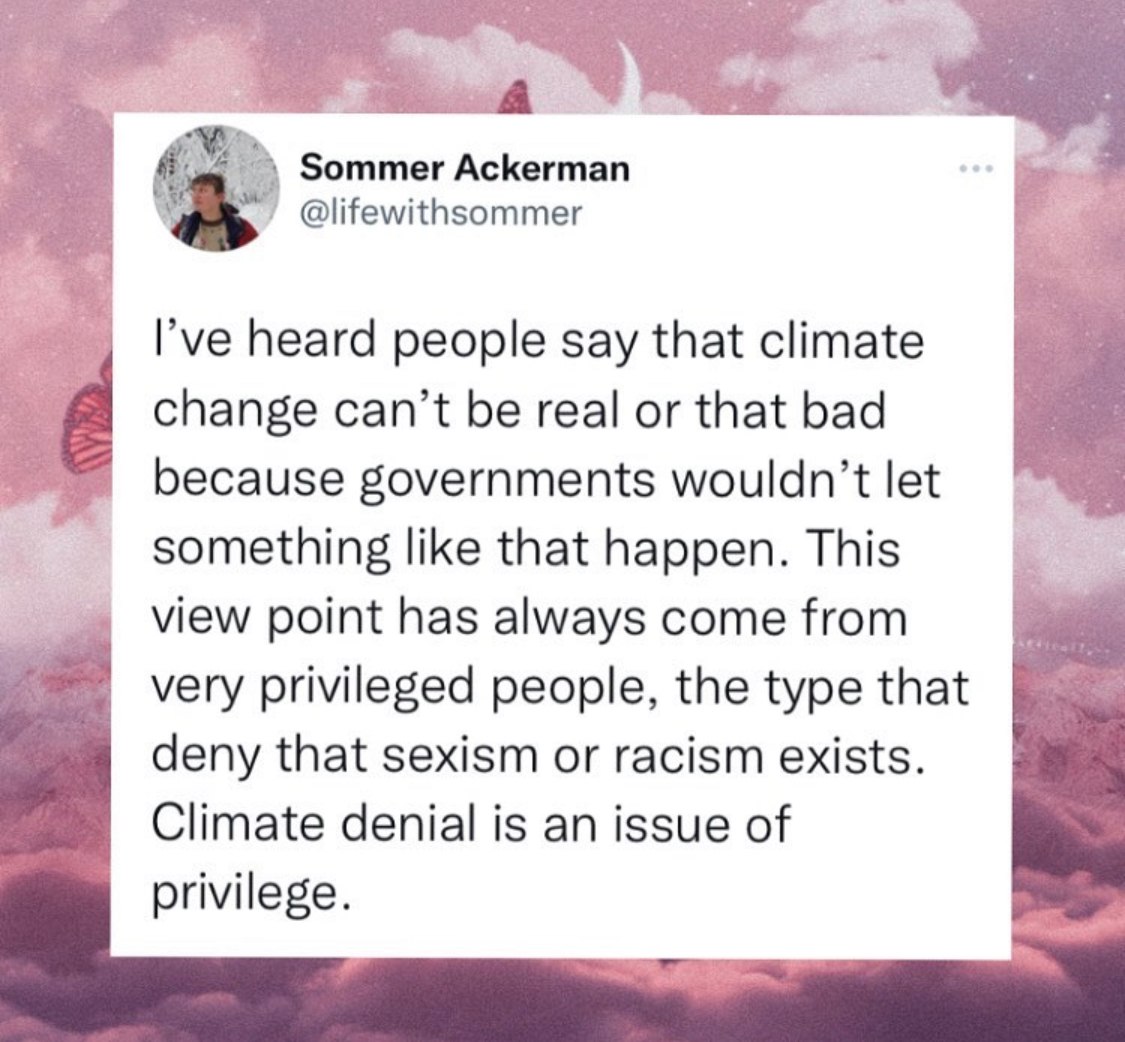 Sommer Ackerman
@lifewithsommer
I’ve heard people say that climate
change can’t be real or that bad
because governments wouldn’t let
something like that happen. This
view point has always come from
very privileged people, the type that
deny that sexism or racism exists.
Climate denial is an issue of
privilege.